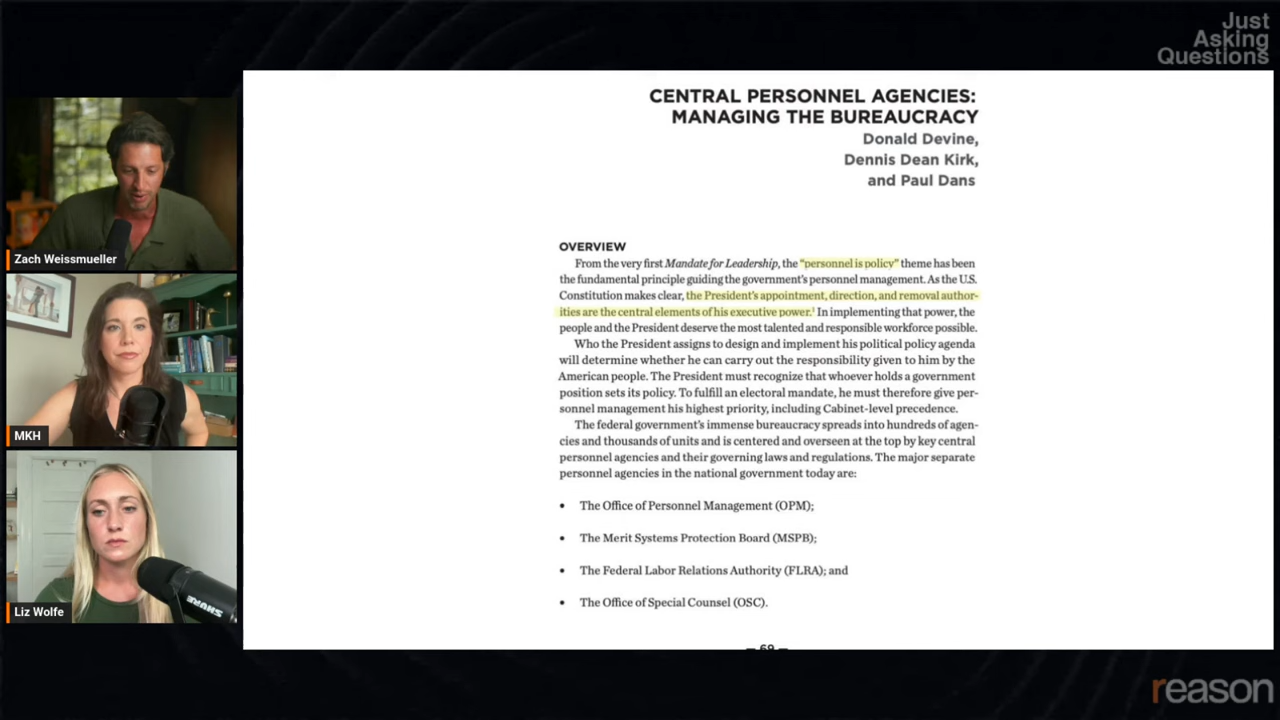 Just
Asking
Questions
CENTRAL PERSONNEL AGENCIES:
MANAGING THE BUREAUCRACY
Donald Devine,
Dennis Dean Kirk,
and Paul Dans
OVERVIEW
From the very first Mandate for Leadership, the “personnel is policy” theme has been
the fundamental principle guiding the government’s personnel management. As the U.S.
Constitution makes clear, the President’s appointment, direction, and removal author-
ities are the central elements of his executive power.¹ In implementing that power, the
people and the President deserve the most talented and responsible workforce possible.
Who the President assigns to design and implement his political policy agenda
will determine whether he can carry out the responsibility given to him by the
American people. The President must recognize that whoever holds a government
position sets its policy. To fulfill an electoral mandate, he must therefore give per-
sonnel management his highest priority, including Cabinet-level precedence.
The federal government’s immense bureaucracy spreads into hundreds of agen-
cies and thousands of units and is centered and overseen at the top by key central
personnel agencies and their governing laws and regulations. The major separate
personnel agencies in the national government today are:
• The Office of Personnel Management (OPM);
• The Merit Systems Protection Board (MSPB);
• The Federal Labor Relations Authority (FLRA); and
• The Office of Special Counsel (OSC).
— 69 —
Zach Weissmueller
MKH
Liz Wolfe
SHURE
reason